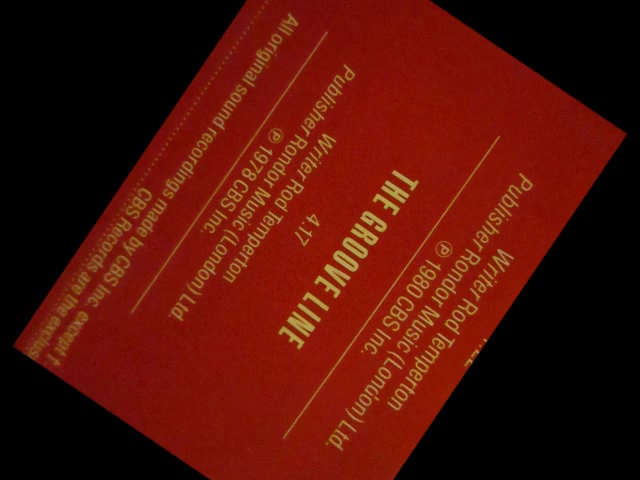 Writer Rod Temperton
Publisher Rondor Music (London) Ltd.
℗ 1980 CBS Inc.
THE GROOVE LINE
4.17
Writer Rod Temperton
Publisher Rondor Music (London) Ltd.
℗ 1978 CBS Inc.
All original sound recordings made by CBS Inc. except f
CBS Records are the exclus